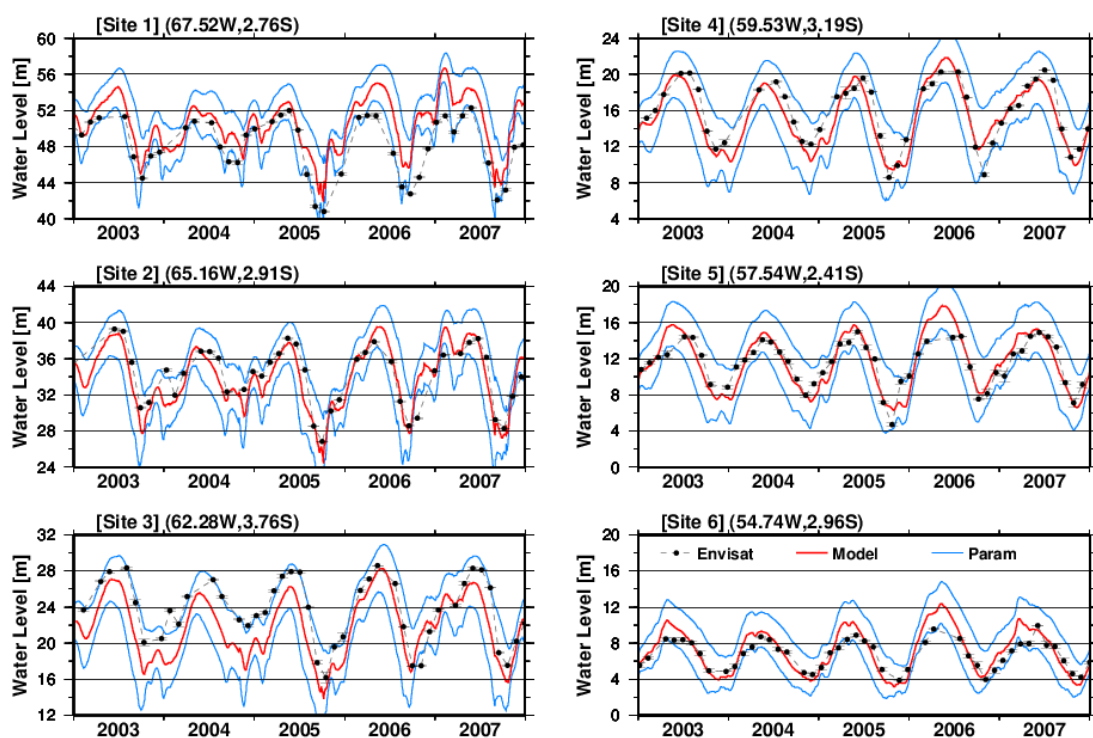 [Site 1] (67.52W,2.76S)
Water Level [m]
60
56
52
48
44
40
2003 2004 2005 2006 2007
[Site 4] (59.53W,3.19S)
Water Level [m]
24
20
16
12
8
4
2003 2004 2005 2006 2007
[Site 2] (65.16W,2.91S)
Water Level [m]
44
40
36
32
28
24
2003 2004 2005 2006 2007
[Site 5] (57.54W,2.41S)
Water Level [m]
20
16
12
8
4
0
2003 2004 2005 2006 2007
[Site 3] (62.28W,3.76S)
Water Level [m]
32
28
24
20
16
12
2003 2004 2005 2006 2007
[Site 6] (54.74W,2.96S)
Water Level [m]
Envisat Model Param
20
16
12
8
4
0
2003 2004 2005 2006 2007